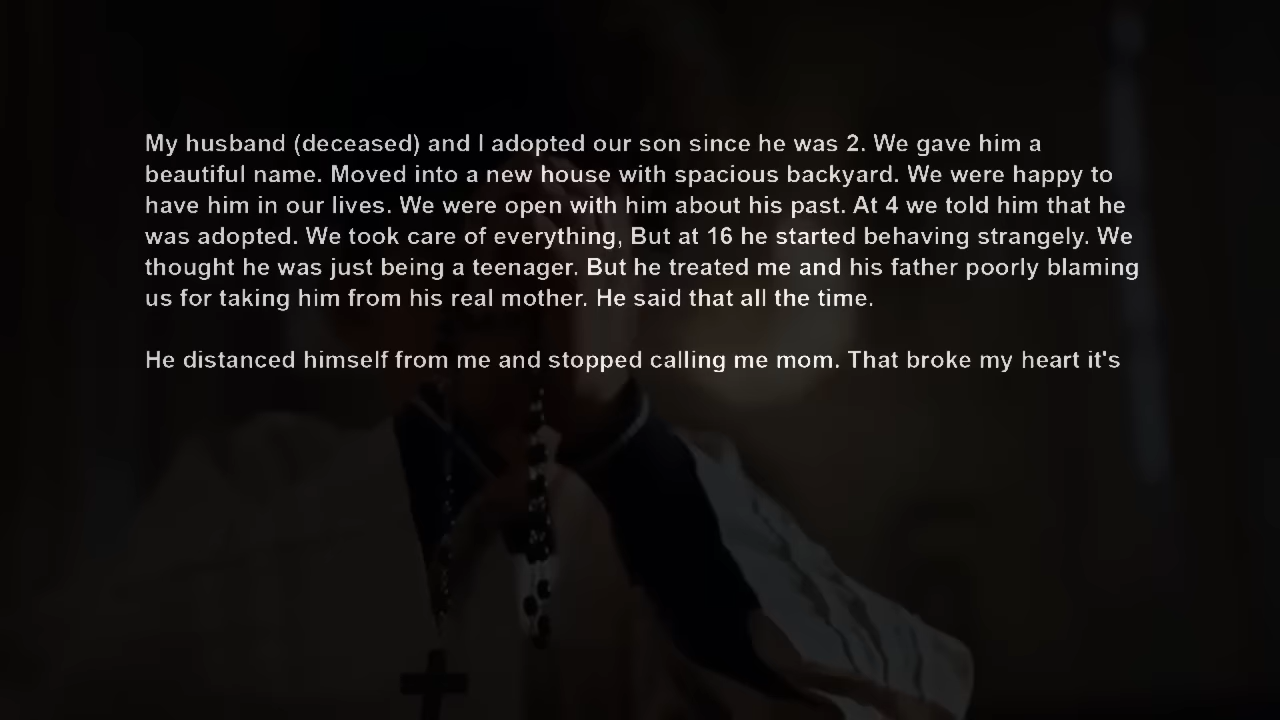 My husband (deceased) and I adopted our son since he was 2. We gave him a
beautiful name. Moved into a new house with spacious backyard. We were happy to
have him in our lives. We were open with him about his past. At 4 we told him that he
was adopted. We took care of everything, But at 16 he started behaving strangely. We
thought he was just being a teenager. But he treated me and his father poorly blaming
us for taking him from his real mother. He said that all the time.
He distanced himself from me and stopped calling me mom. That broke my heart it's